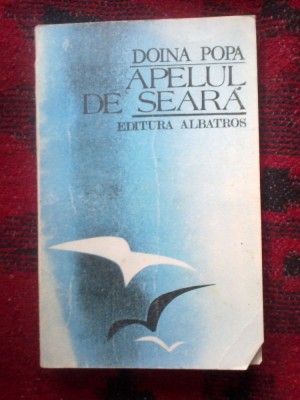 DOINA POPA
APELUL
DE SEARĂ
EDITURA ALBATROS